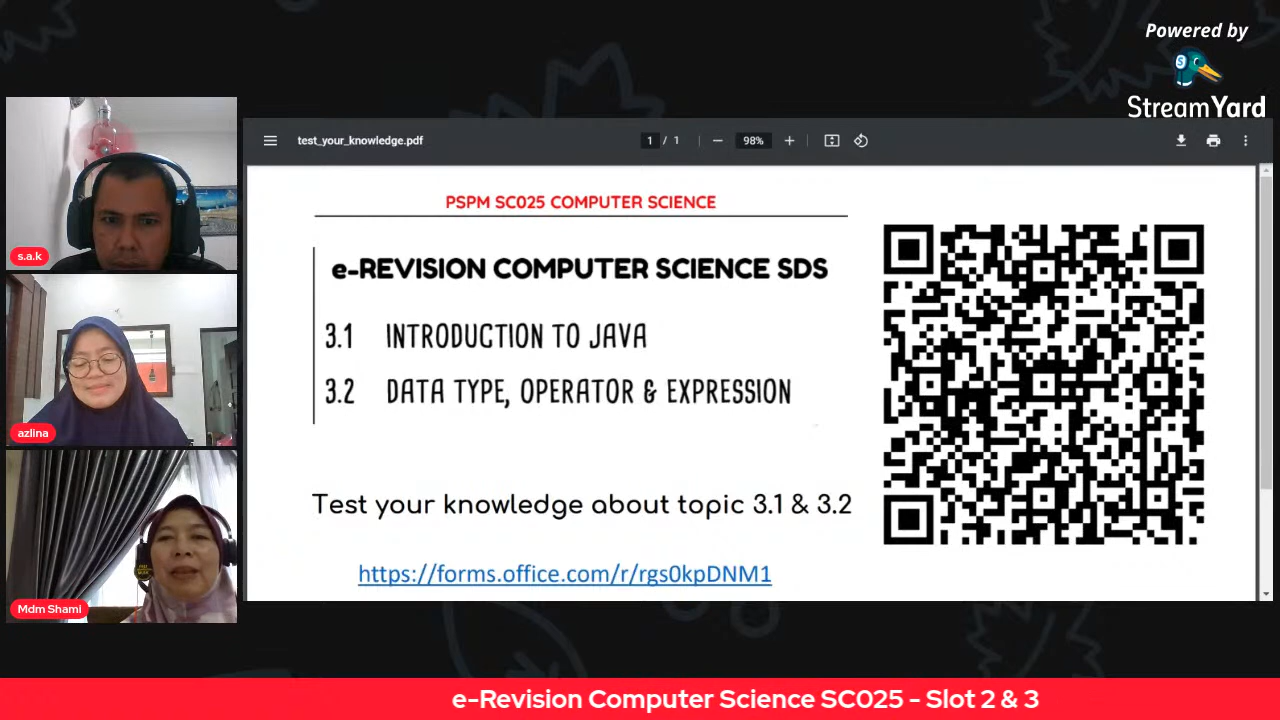 Powered by
StreamYard
test_your_knowledge.pdf
1 / 1
98%
PSPM SC025 COMPUTER SCIENCE
e-REVISION COMPUTER SCIENCE SDS
3.1 INTRODUCTION TO JAVA
3.2 DATA TYPE, OPERATOR & EXPRESSION
Test your knowledge about topic 3.1 & 3.2
https://forms.office.com/r/rgs0kpDNM1
s.a.k
azlina
Mdm Shami
e-Revision Computer Science SC025 - Slot 2 & 3